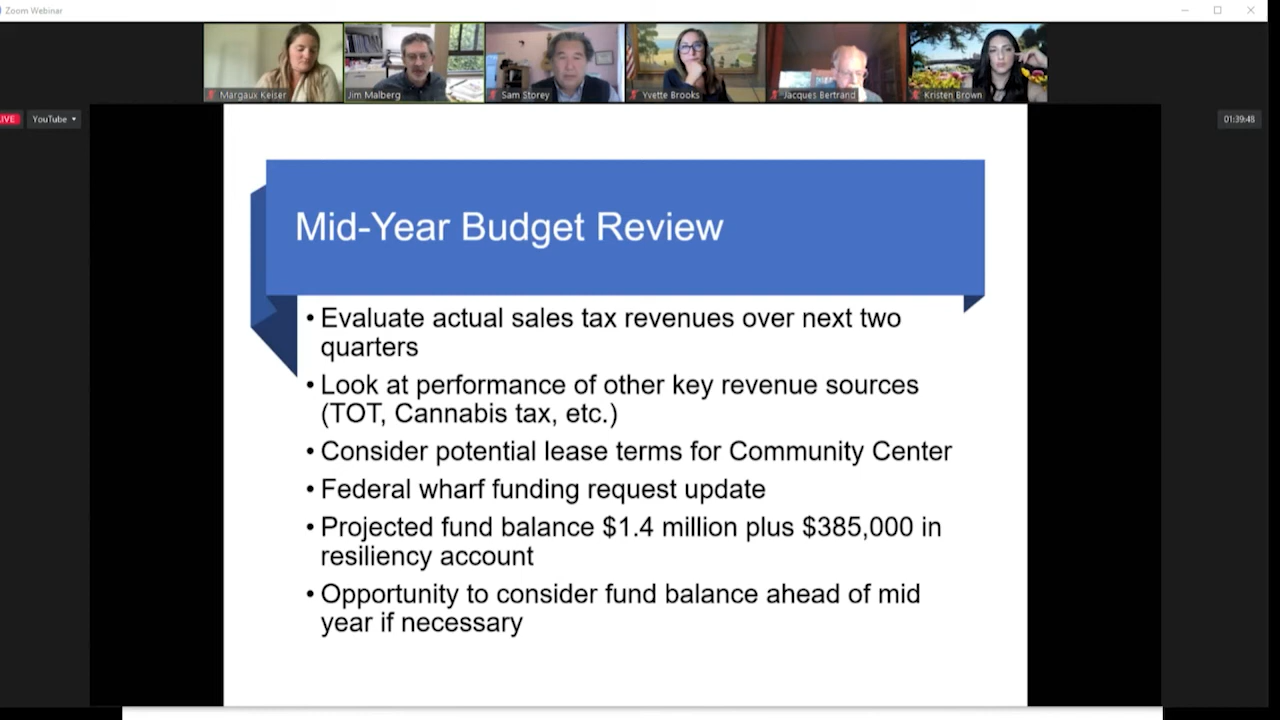 Zoom Webinar
Margaux Keiser
Jim Malberg
Sam Storey
Yvette Brooks
Jacques Bertrand
Kristen Brown
LIVE
YouTube
01:39:48
Mid-Year Budget Review
• Evaluate actual sales tax revenues over next two
quarters
• Look at performance of other key revenue sources
(TOT, Cannabis tax, etc.)
• Consider potential lease terms for Community Center
• Federal wharf funding request update
• Projected fund balance $1.4 million plus $385,000 in
resiliency account
• Opportunity to consider fund balance ahead of mid
year if necessary